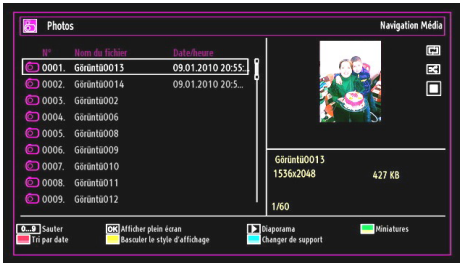 Photos
Navigation Média
N° Nom du fichier Date/heure
0001. Görüntü0013 09.01.2010 20:55:..
0002. Görüntü0014 09.01.2010 20:5...
0003. Görüntü002
0004. Görüntü006
0005. Görüntü008
0006. Görüntü009
0007. Görüntü010
0008. Görüntü011
0009. Görüntü012
Görüntü0013
1536x2048 427 KB
1/60
0...9 Sauter OK Afficher plein écran Diaporama Miniatures
Tri par date Basculer le style d'affichage Changer de support